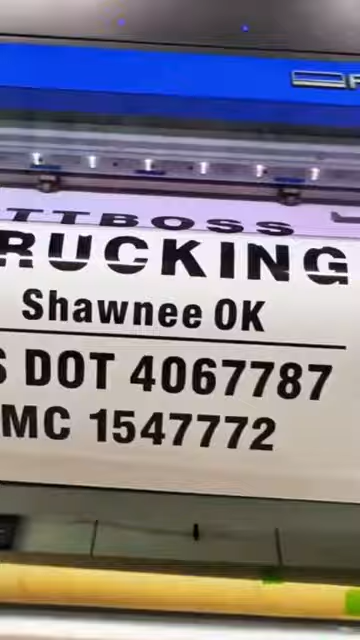 TTBOSS
RUCKING
Shawnee OK
S DOT 4067787
MC 1547772